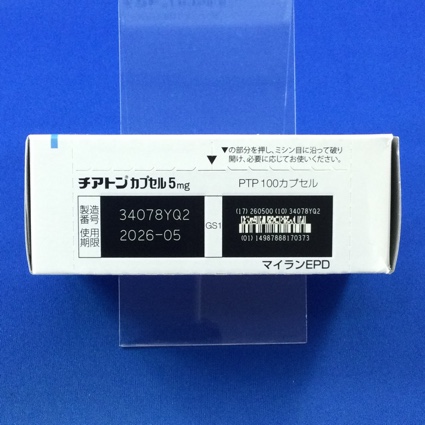 ▼の部分を押し、ミシン目に沿って破り
開け、必要に応じてお使いください。
チアトンカプセル5mg
PTP 100カプセル
製造番号 34078YQ2
使用期限 2026-05
GS1
(17) 260500 (10) 34078YQ2
(01) 14987888170373
マイランEPD